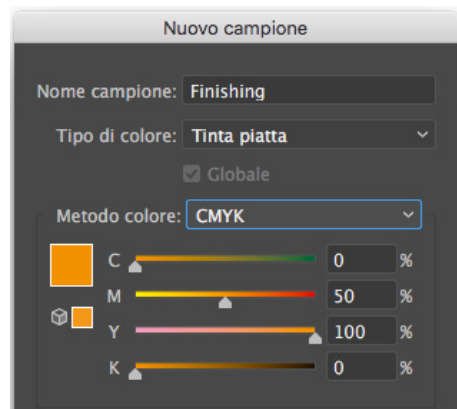 Nuovo campione
Nome campione: Finishing
Tipo di colore: Tinta piatta
Globale
Metodo colore: CMYK
C 0 %
M 50 %
Y 100 %
K 0 %